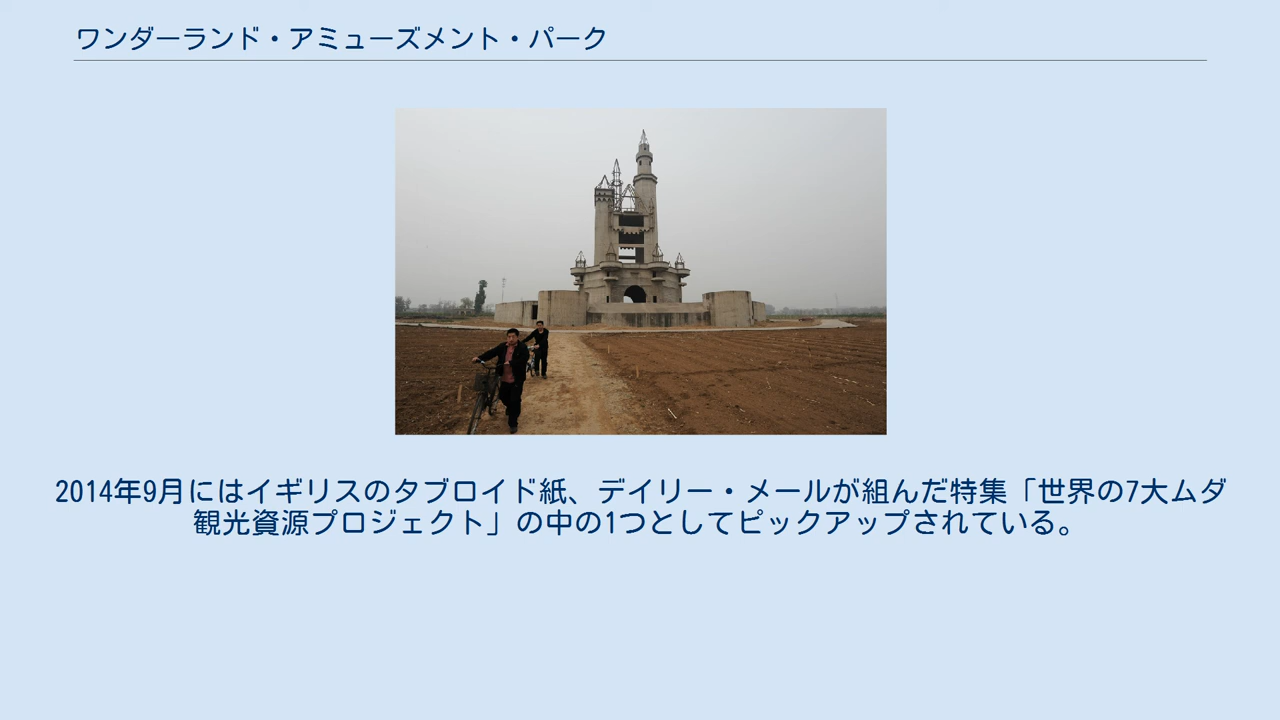 ワンダーランド・アミューズメント・パーク
2014年9月にはイギリスのタブロイド紙、デイリー・メールが組んだ特集「世界の7大ムダ
観光資源プロジェクト」の中の1つとしてピックアップされている。